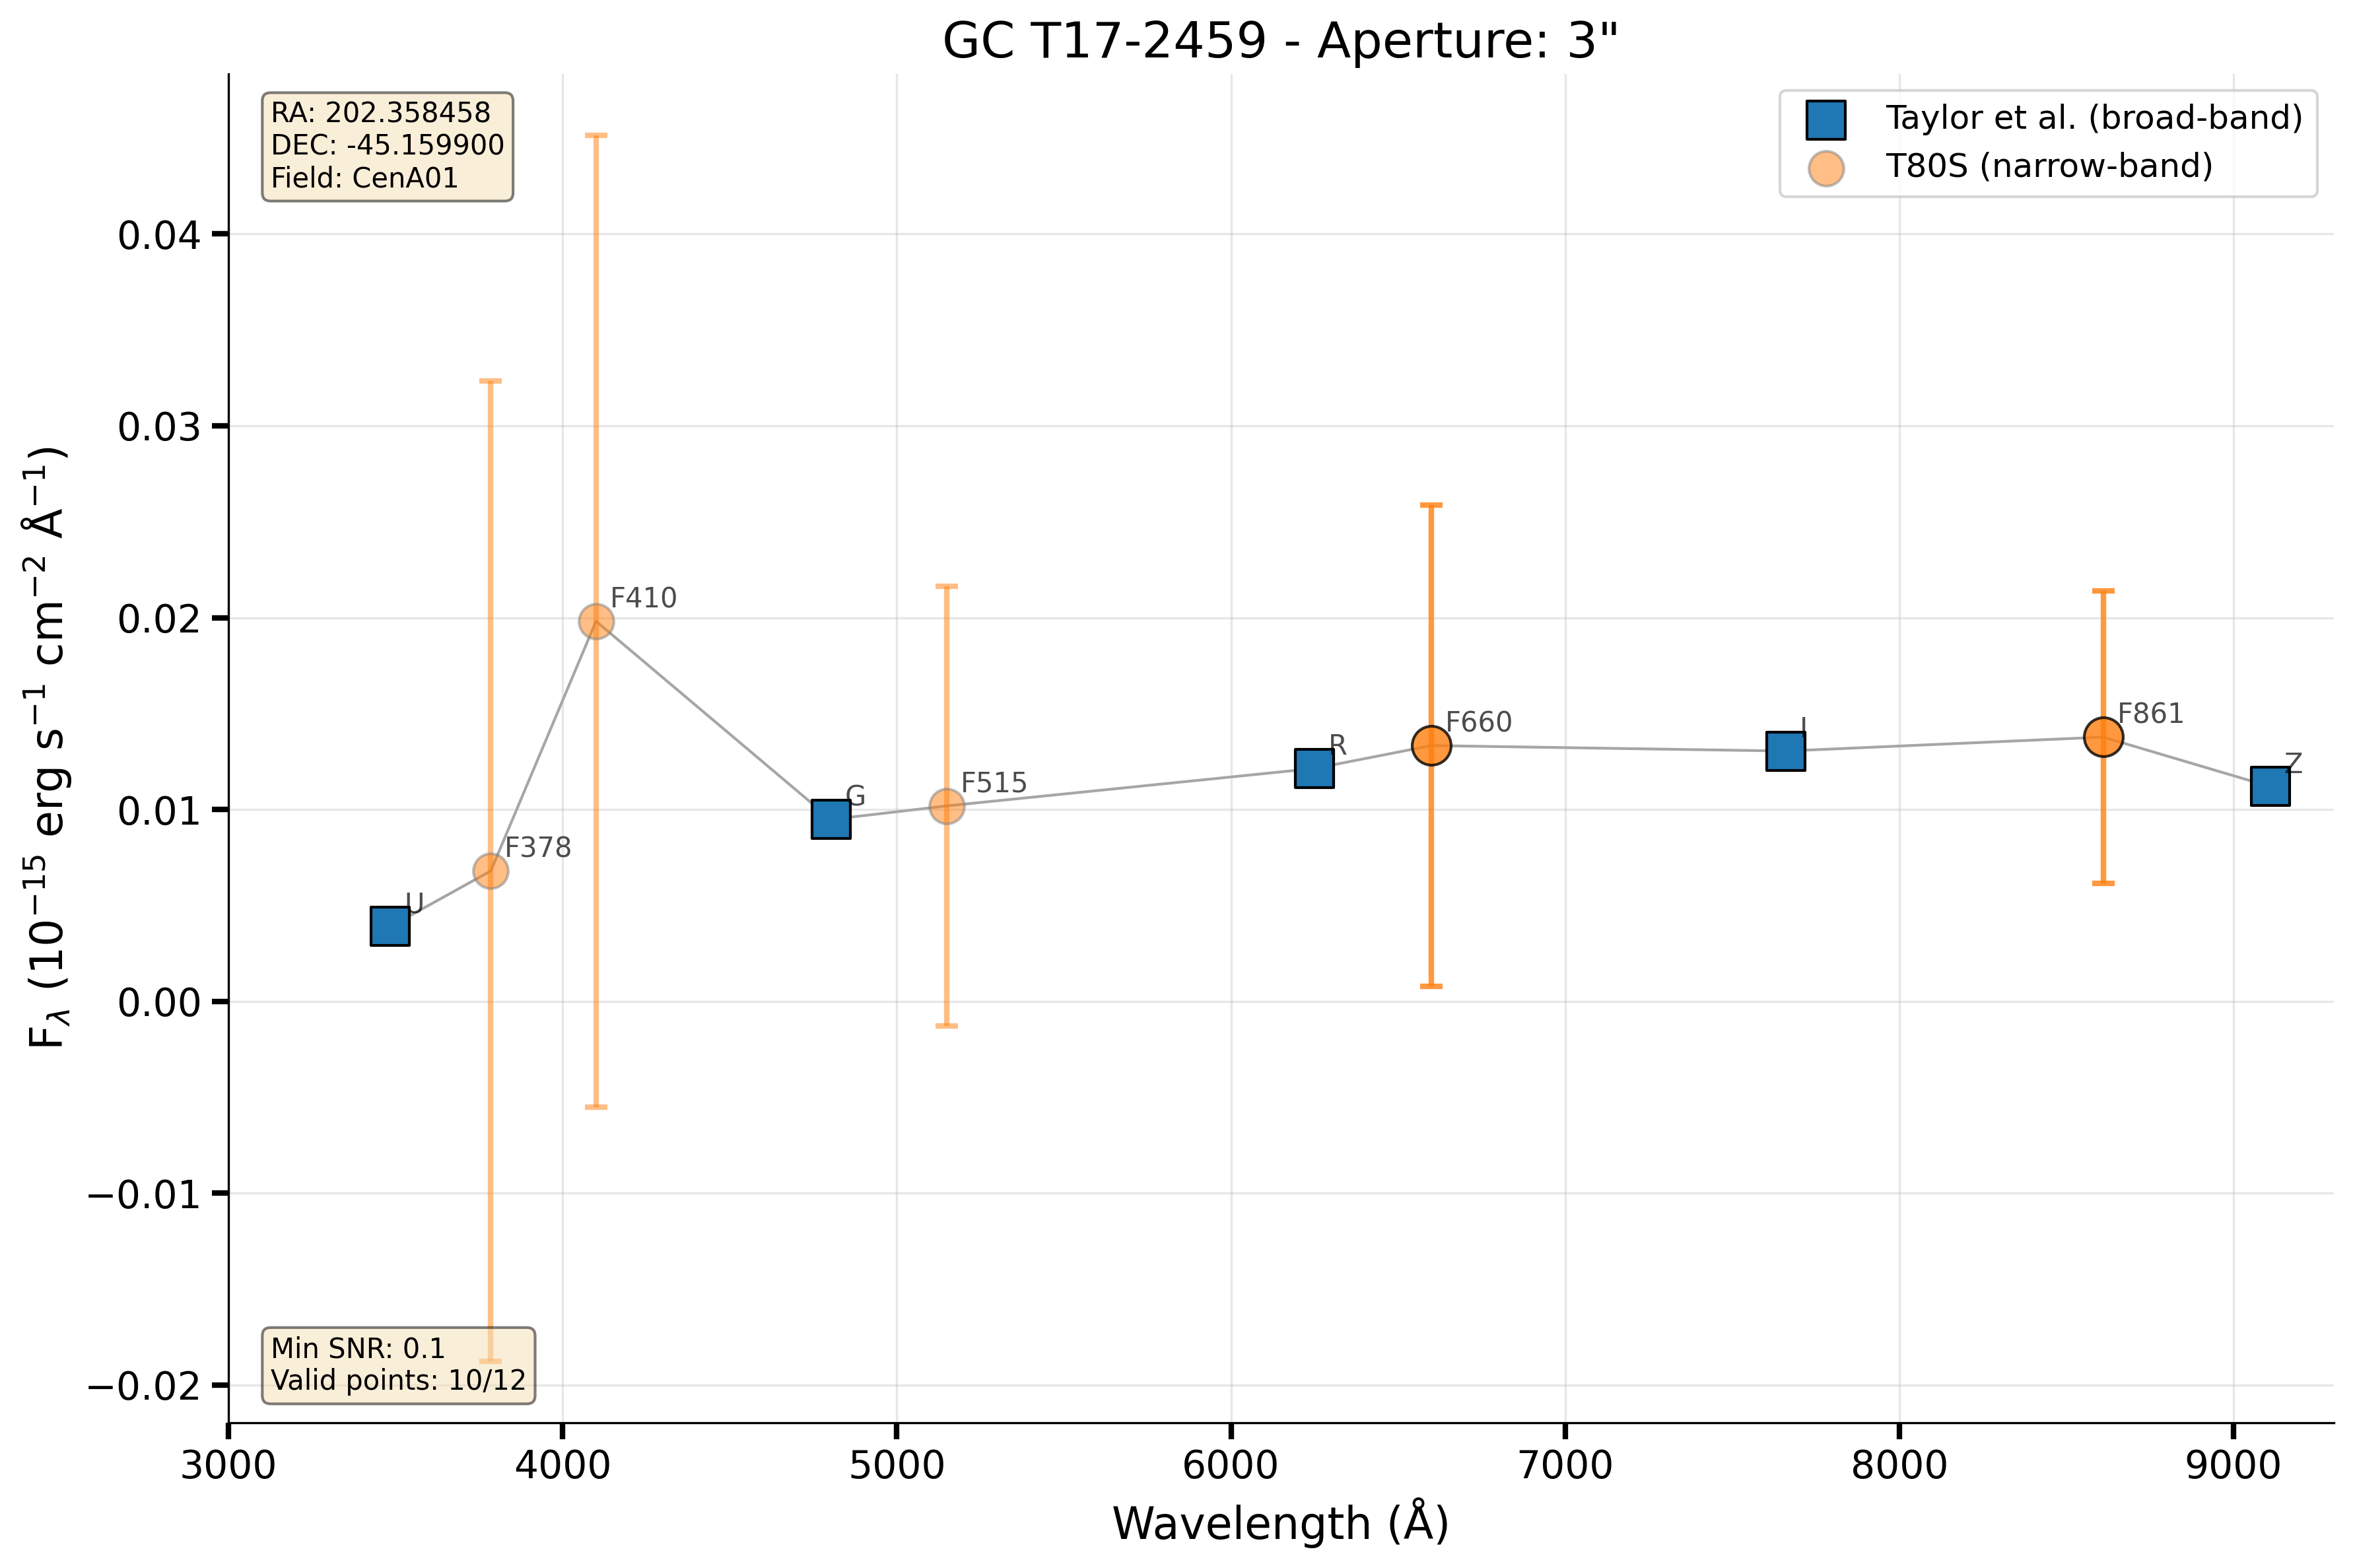 GC T17-2459 - Aperture: 3"
RA: 202.358458
DEC: -45.159900
Field: CenA01
Taylor et al. (broad-band)
T80S (narrow-band)
F_λ (10⁻¹⁵ erg s⁻¹ cm⁻² Å⁻¹)
0.04
0.03
0.02
0.01
0.00
−0.01
−0.02
U
F378
F410
G
F515
R
F660
I
F861
Z
Min SNR: 0.1
Valid points: 10/12
3000 4000 5000 6000 7000 8000 9000
Wavelength (Å)